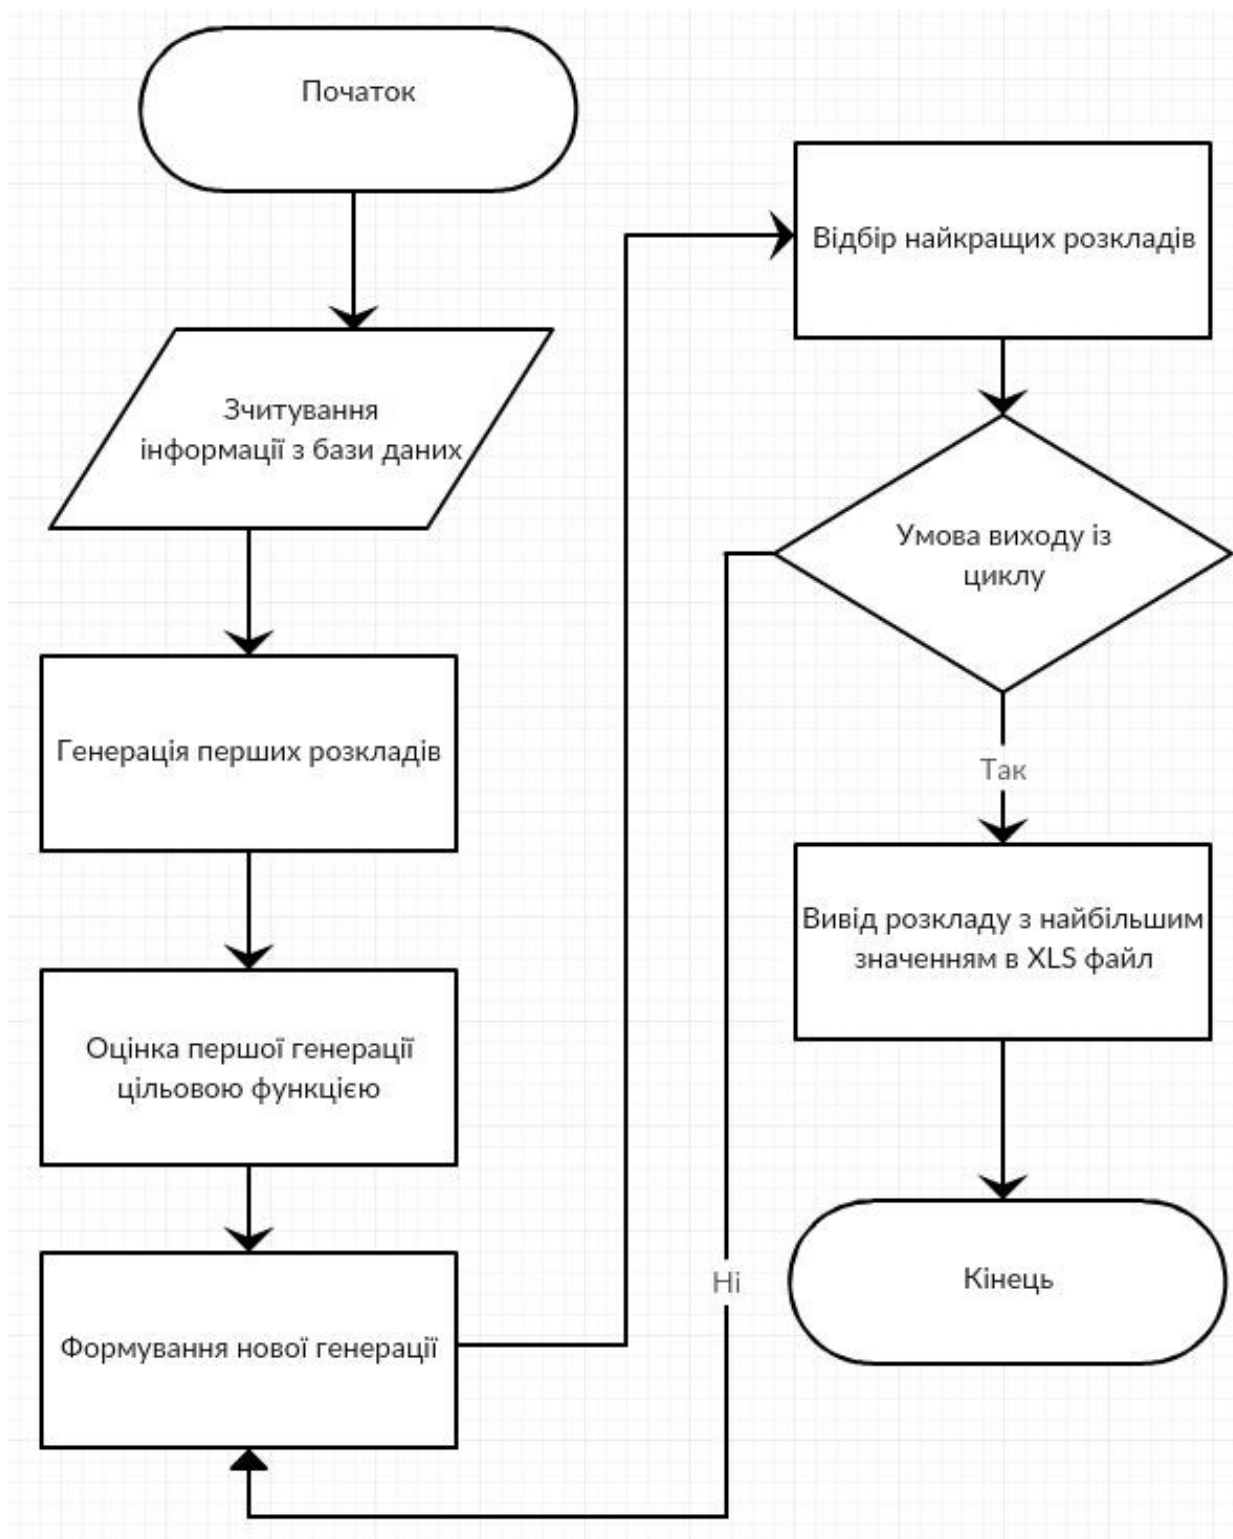 Початок
Зчитування
інформації з бази даних
Генерація перших розкладів
Оцінка першої генерації
цільовою функцією
Формування нової генерації
Відбір найкращих розкладів
Умова виходу із
циклу
Так
Ні
Вивід розкладу з найбільшим
значенням в XLS файл
Кінець